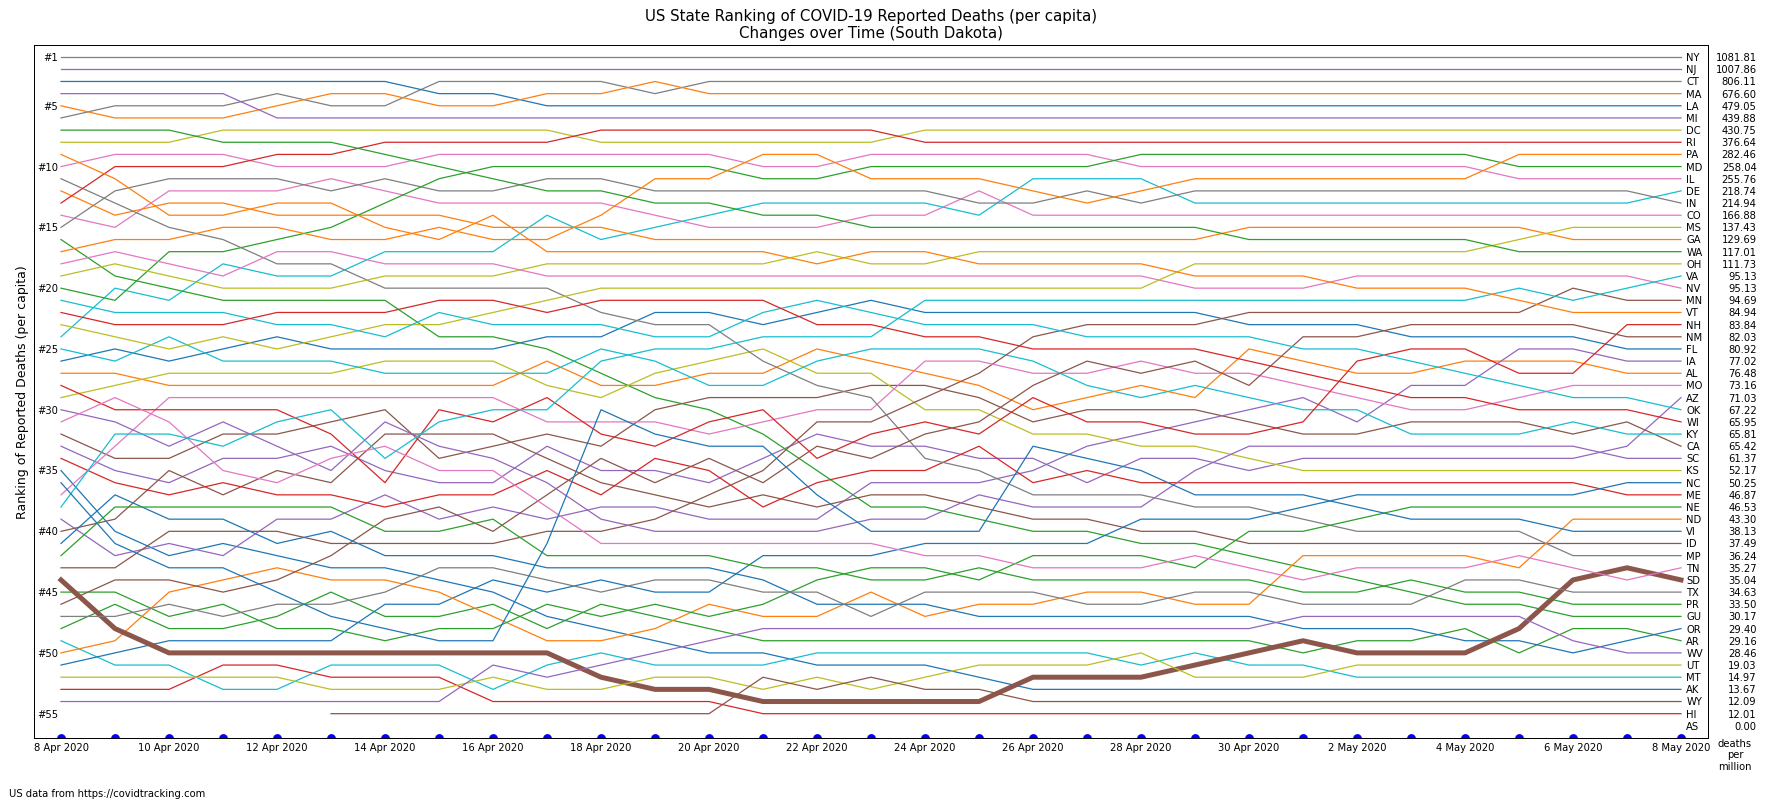 US State Ranking of COVID-19 Reported Deaths (per capita)
Changes over Time (South Dakota)
Ranking of Reported Deaths (per capita)
#1
#5
#10
#15
#20
#25
#30
#35
#40
#45
#50
#55
NY 1081.81
NJ 1007.86
CT 806.11
MA 676.60
LA 479.05
MI 439.88
DC 430.75
RI 376.64
PA 282.46
MD 258.04
IL 255.76
DE 218.74
IN 214.94
CO 166.88
MS 137.43
GA 129.69
WA 117.01
OH 111.73
VA 95.13
NV 95.13
MN 94.69
VT 84.94
NH 83.84
NM 82.03
FL 80.92
IA 77.02
AL 76.48
MO 73.16
AZ 71.03
OK 67.22
WI 65.95
KY 65.81
CA 65.42
SC 61.37
KS 52.17
NC 50.25
ME 46.87
NE 46.53
ND 43.30
VI 38.13
ID 37.49
MP 36.24
TN 35.27
SD 35.04
TX 34.63
PR 33.50
GU 30.17
OR 29.40
AR 29.16
WV 28.46
UT 19.03
MT 14.97
AK 13.67
WY 12.09
HI 12.01
AS 0.00
8 Apr 2020 10 Apr 2020 12 Apr 2020 14 Apr 2020 16 Apr 2020 18 Apr 2020 20 Apr 2020 22 Apr 2020 24 Apr 2020 26 Apr 2020 28 Apr 2020 30 Apr 2020 2 May 2020 4 May 2020 6 May 2020 8 May 2020
deaths
per
million
US data from https://covidtracking.com